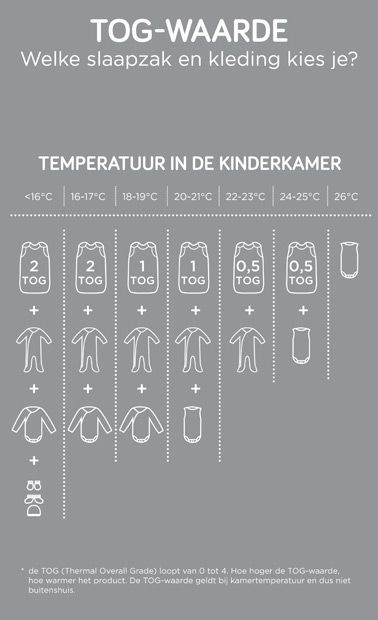 TOG-WAARDE
Welke slaapzak en kleding kies je?
TEMPERATUUR IN DE KINDERKAMER
<16°C 16-17°C 18-19°C 20-21°C 22-23°C 24-25°C 26°C
2 2 1 1 0,5 0,5
TOG TOG TOG TOG TOG TOG
+ + + + + +
+ + + +
+
* de TOG (Thermal Overall Grade) loopt van 0 tot 4. Hoe hoger de TOG-waarde,
hoe warmer het product. De TOG-waarde geldt bij kamertemperatuur en dus niet
buitenshuis.